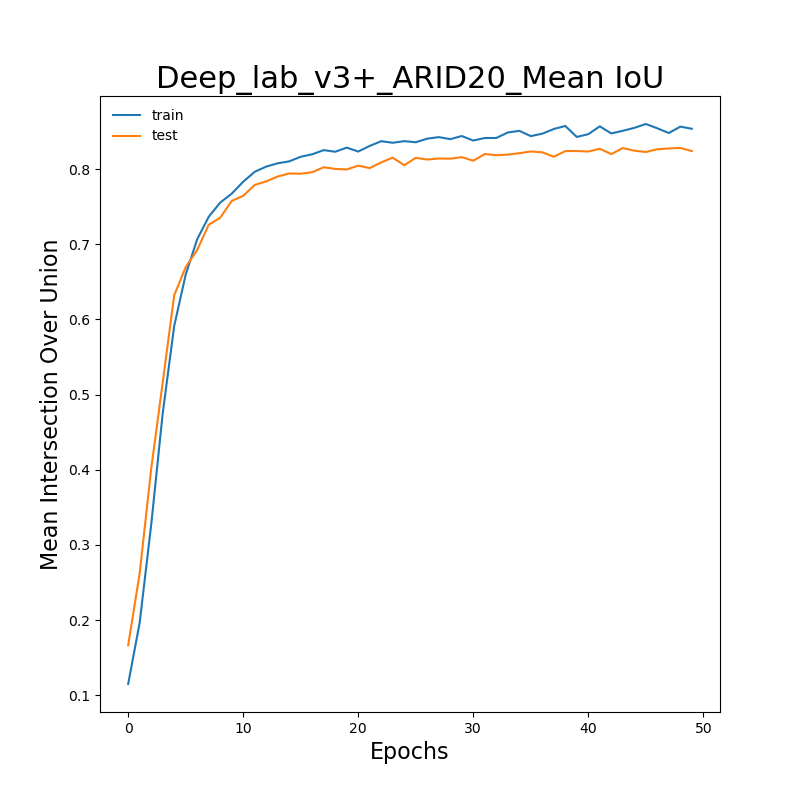 Deep_lab_v3+_ARID20_Mean IoU
train
test
0.8
0.7
0.6
0.5
0.4
0.3
0.2
0.1
Mean Intersection Over Union
0 10 20 30 40 50
Epochs